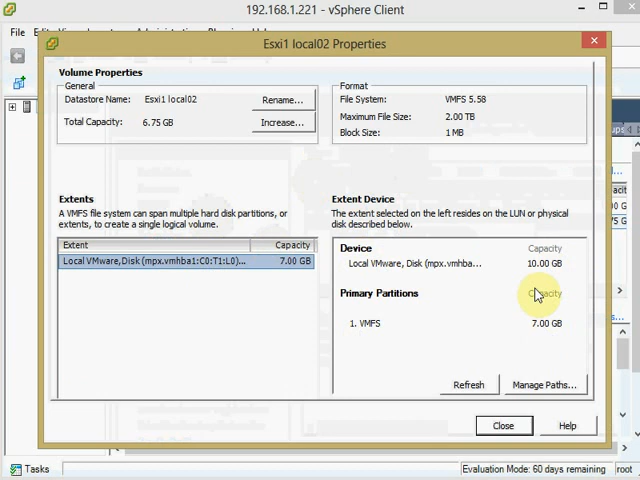 192.168.1.221 - vSphere Client
File
Esxi1 local02 Properties
Volume Properties
General
Datastore Name: Esxi1 local02
Rename...
Total Capacity: 6.75 GB
Increase...
Format
File System: VMFS 5.58
Maximum File Size: 2.00 TB
Block Size: 1 MB
Extents
A VMFS file system can span multiple hard disk partitions, or
extents, to create a single logical volume.
Extent Capacity
Local VMware,Disk (mpx.vmhba1:C0:T1:L0)... 7.00 GB
Extent Device
The extent selected on the left resides on the LUN or physical
disk described below.
Device Capacity
Local VMware, Disk (mpx.vmhba... 10.00 GB
Primary Partitions Capacity
1. VMFS 7.00 GB
Refresh
Manage Paths...
Close
Help
Tasks
Evaluation Mode: 60 days remaining
root